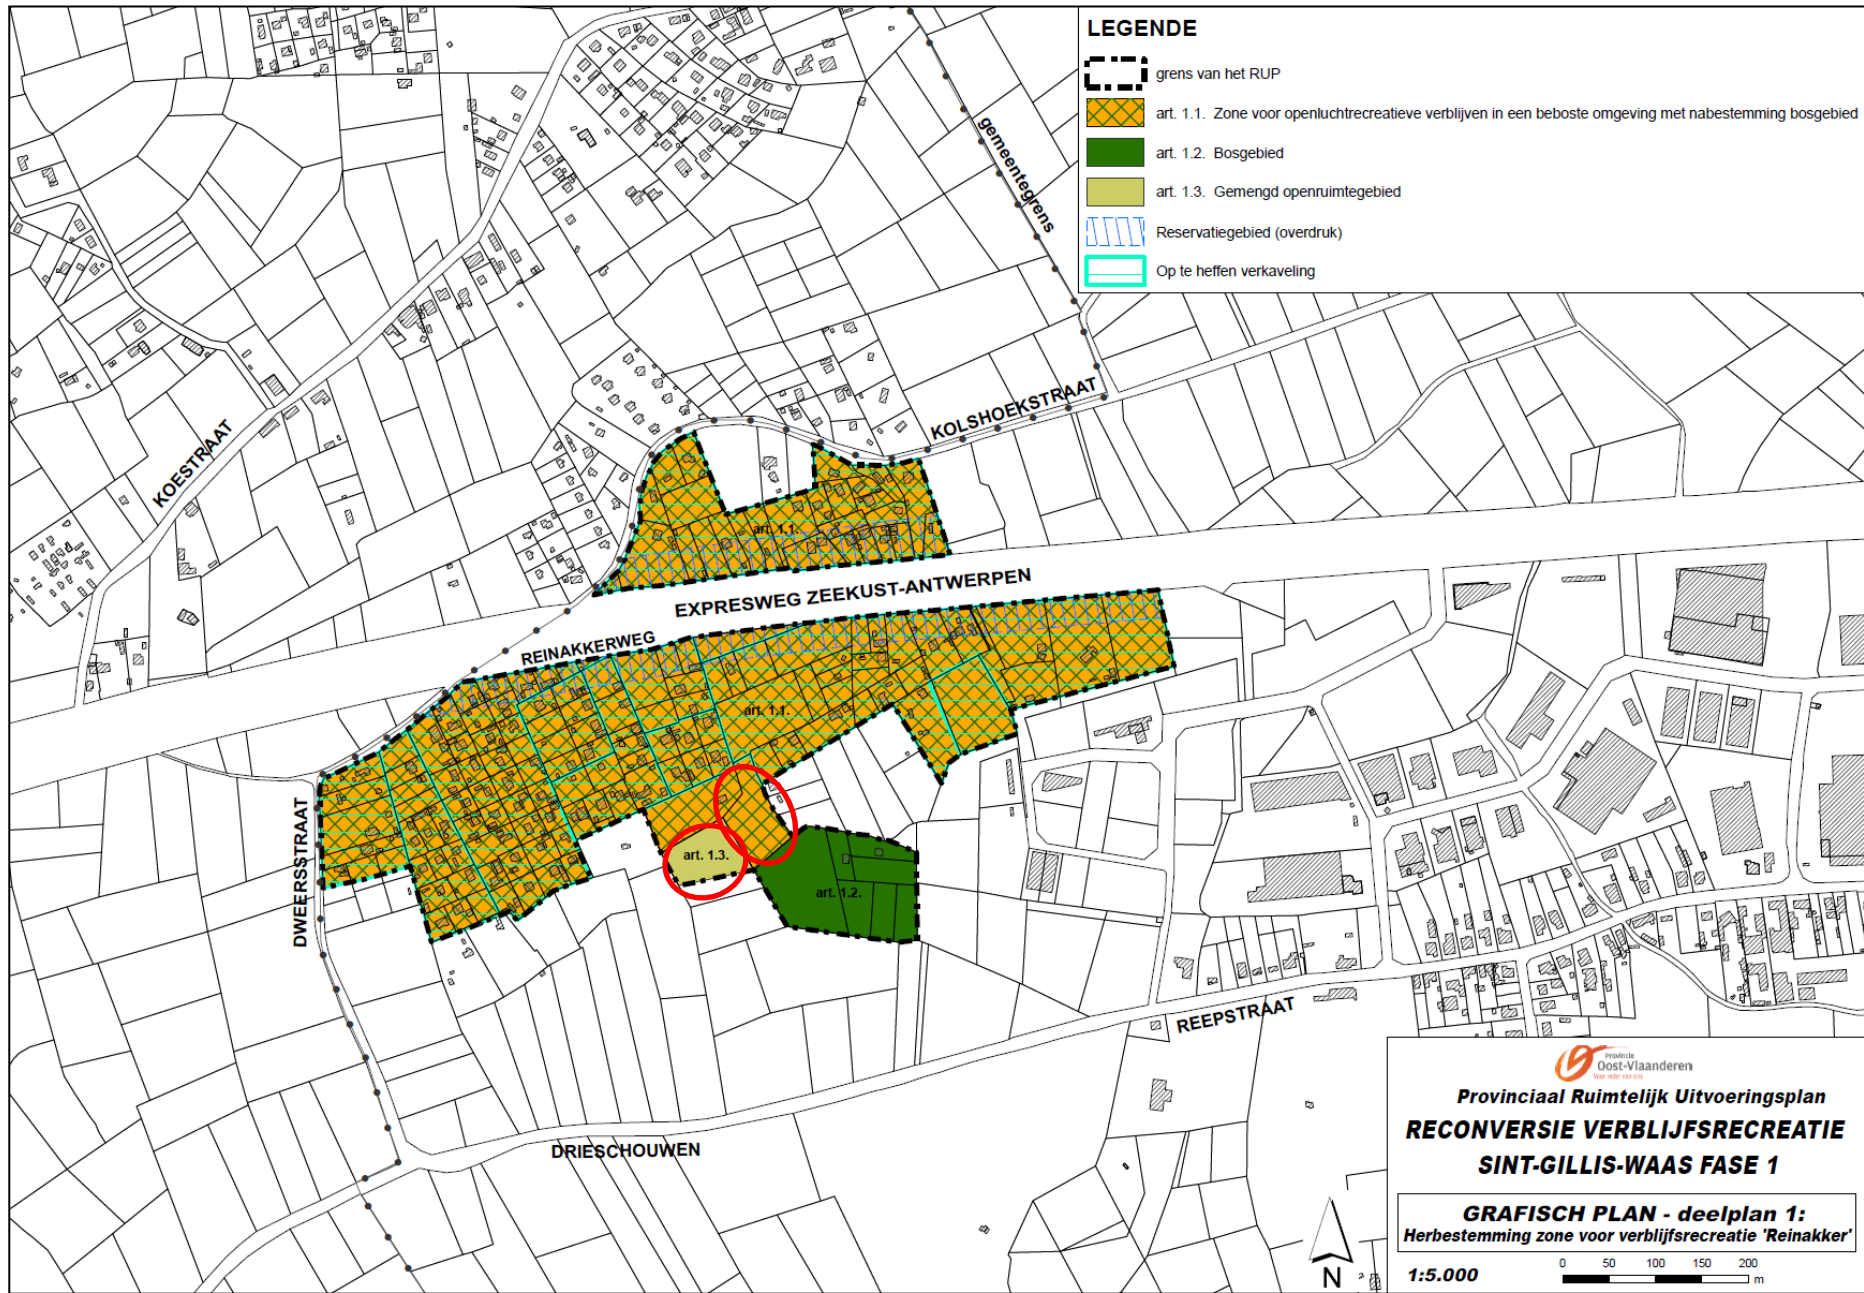 LEGENDE
grens van het RUP
art. 1.1. Zone voor openluchtrecreatieve verblijven in een beboste omgeving met nabestemming bosgebied
art. 1.2. Bosgebied
art. 1.3. Gemengd openruimtegebied
Reservatiegebied (overdruk)
Op te heffen verkaveling
gemeentegrens
KOLSHOEKSTRAAT
KOESTRAAT
art. 1.1.
EXPRESWEG ZEEKUST-ANTWERPEN
REINAKKERWEG
art. 1.1.
DWEERSSTRAAT
art. 1.3.
art. 1.2.
REEPSTRAAT
DRIESCHOUWEN
Provincie
Oost-Vlaanderen
Voor ieder van ons
Provinciaal Ruimtelijk Uitvoeringsplan
RECONVERSIE VERBLIJFSRECREATIE
SINT-GILLIS-WAAS FASE 1
GRAFISCH PLAN - deelplan 1:
Herbestemming zone voor verblijfsrecreatie 'Reinakker'
N
1:5.000
0 50 100 150 200
m